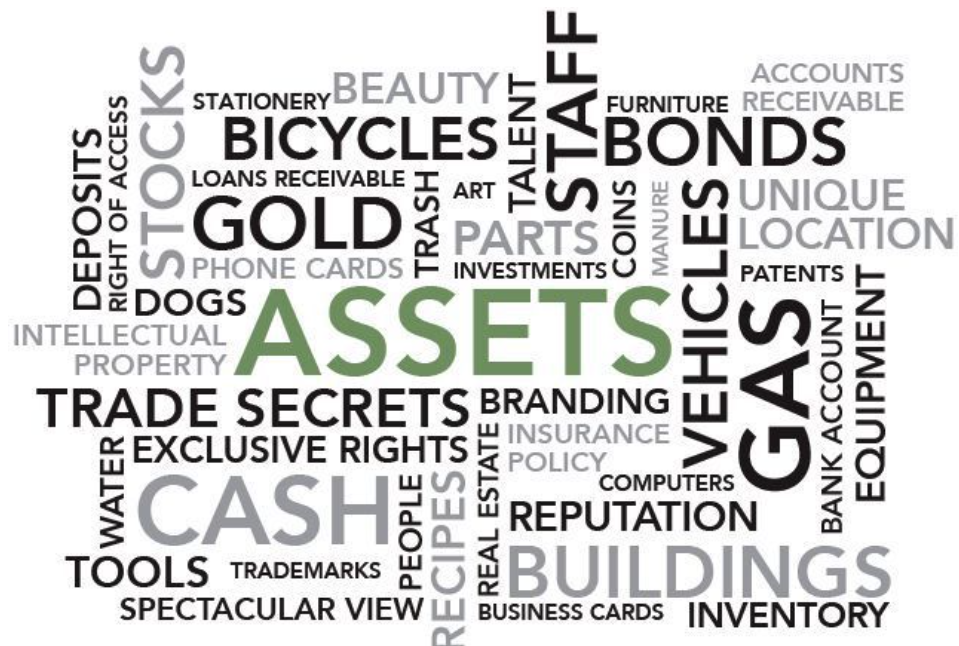 STAFF
STOCKS
BEAUTY
ACCOUNTS
RECEIVABLE
STATIONERY
TALENT
FURNITURE
BICYCLES
BONDS
DEPOSITS
RIGHT OF ACCESS
LOANS RECEIVABLE
TRASH
ART
COINS
MANURE
VEHICLES
UNIQUE
LOCATION
GOLD
PARTS
PHONE CARDS
INVESTMENTS
PATENTS
DOGS
ASSETS
GAS
BANK ACCOUNT
EQUIPMENT
INTELLECTUAL
PROPERTY
TRADE SECRETS
BRANDING
EXCLUSIVE RIGHTS
REAL ESTATE
INSURANCE
POLICY
WATER
CASH
PEOPLE
RECIPES
COMPUTERS
REPUTATION
TOOLS
TRADEMARKS
BUILDINGS
SPECTACULAR VIEW
BUSINESS CARDS
INVENTORY